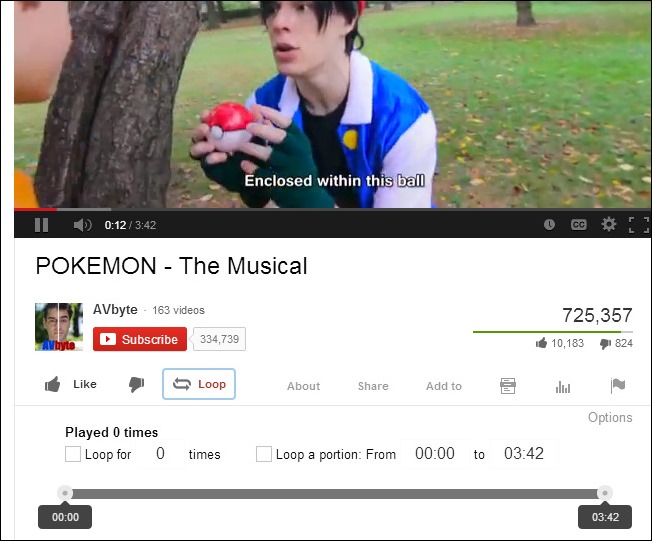 Enclosed within this ball
0:12 / 3:42
CC
POKEMON - The Musical
AVbyte · 163 videos
AVbyte
Subscribe 334,739
725,357
10,183 824
Like Loop About Share Add to
Options
Played 0 times
Loop for 0 times Loop a portion: From 00:00 to 03:42
00:00 03:42